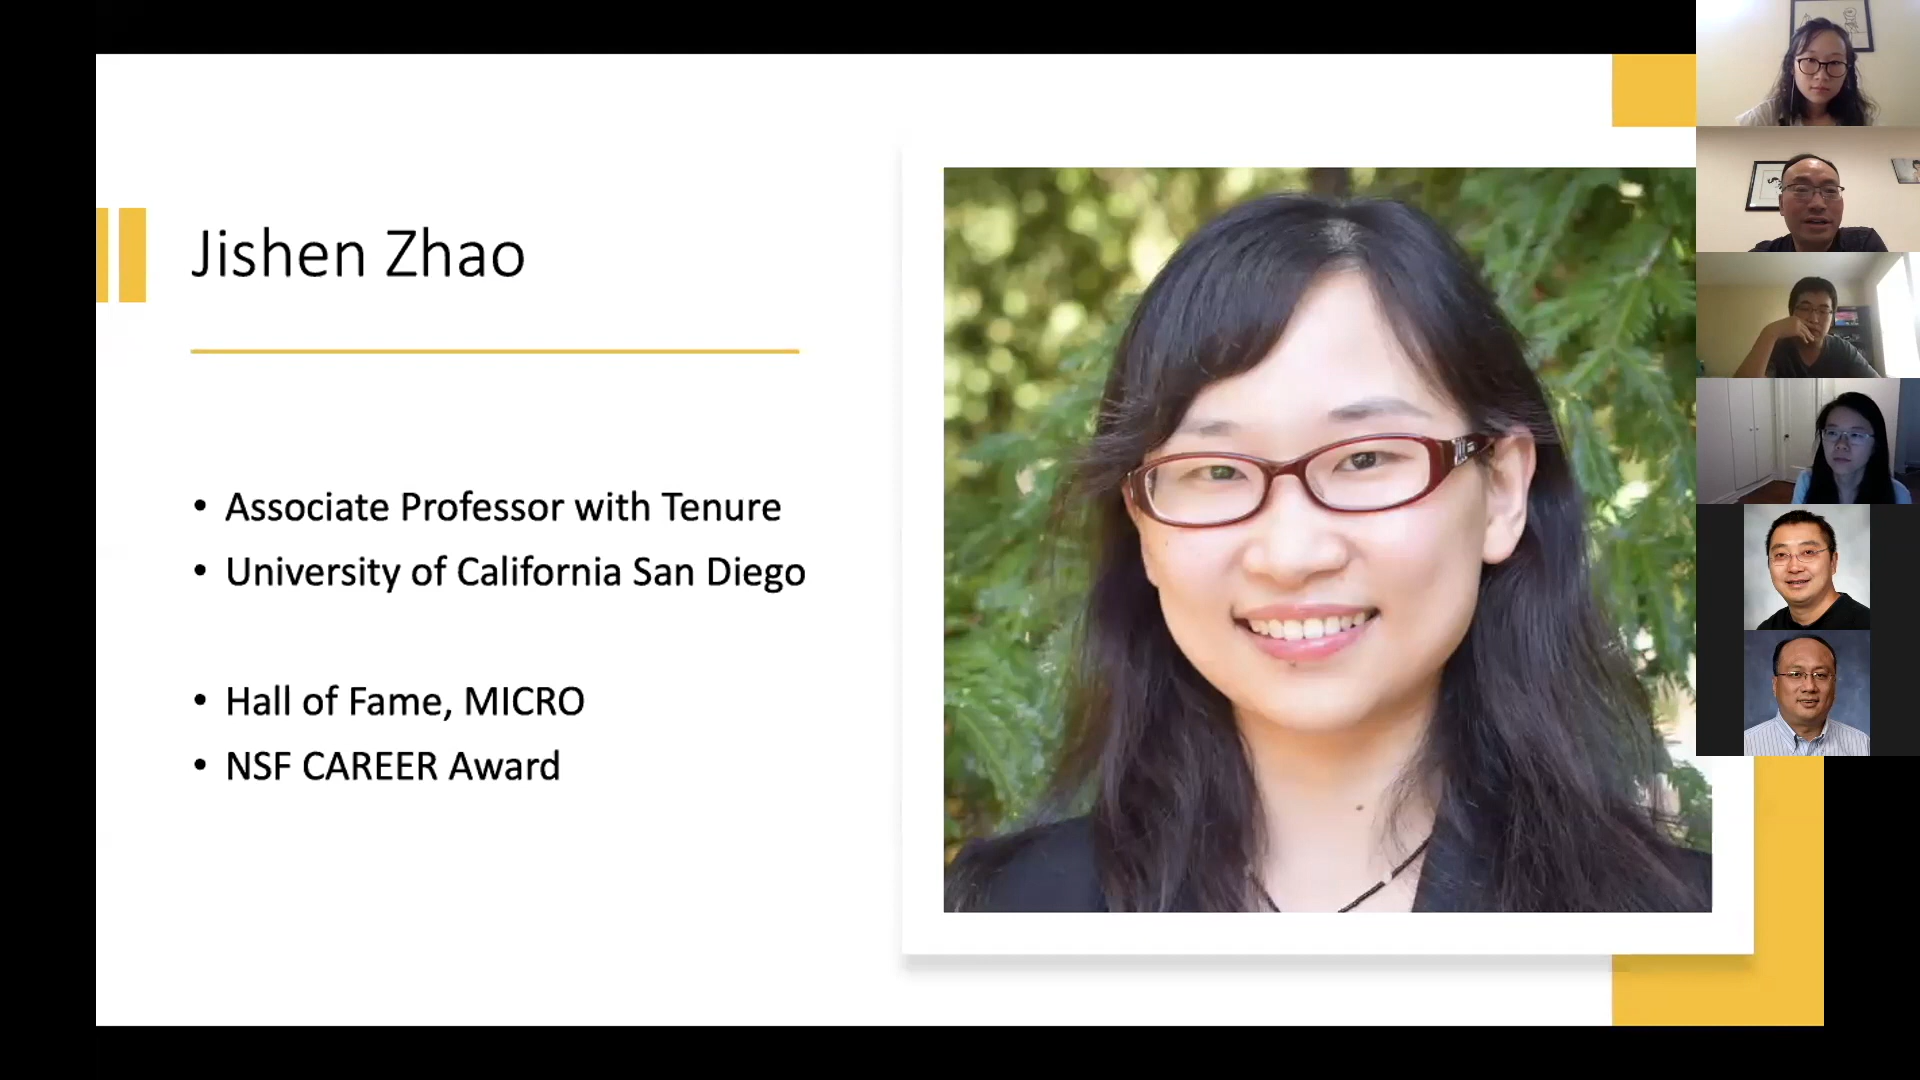 Jishen Zhao
• Associate Professor with Tenure
• University of California San Diego
• Hall of Fame, MICRO
• NSF CAREER Award